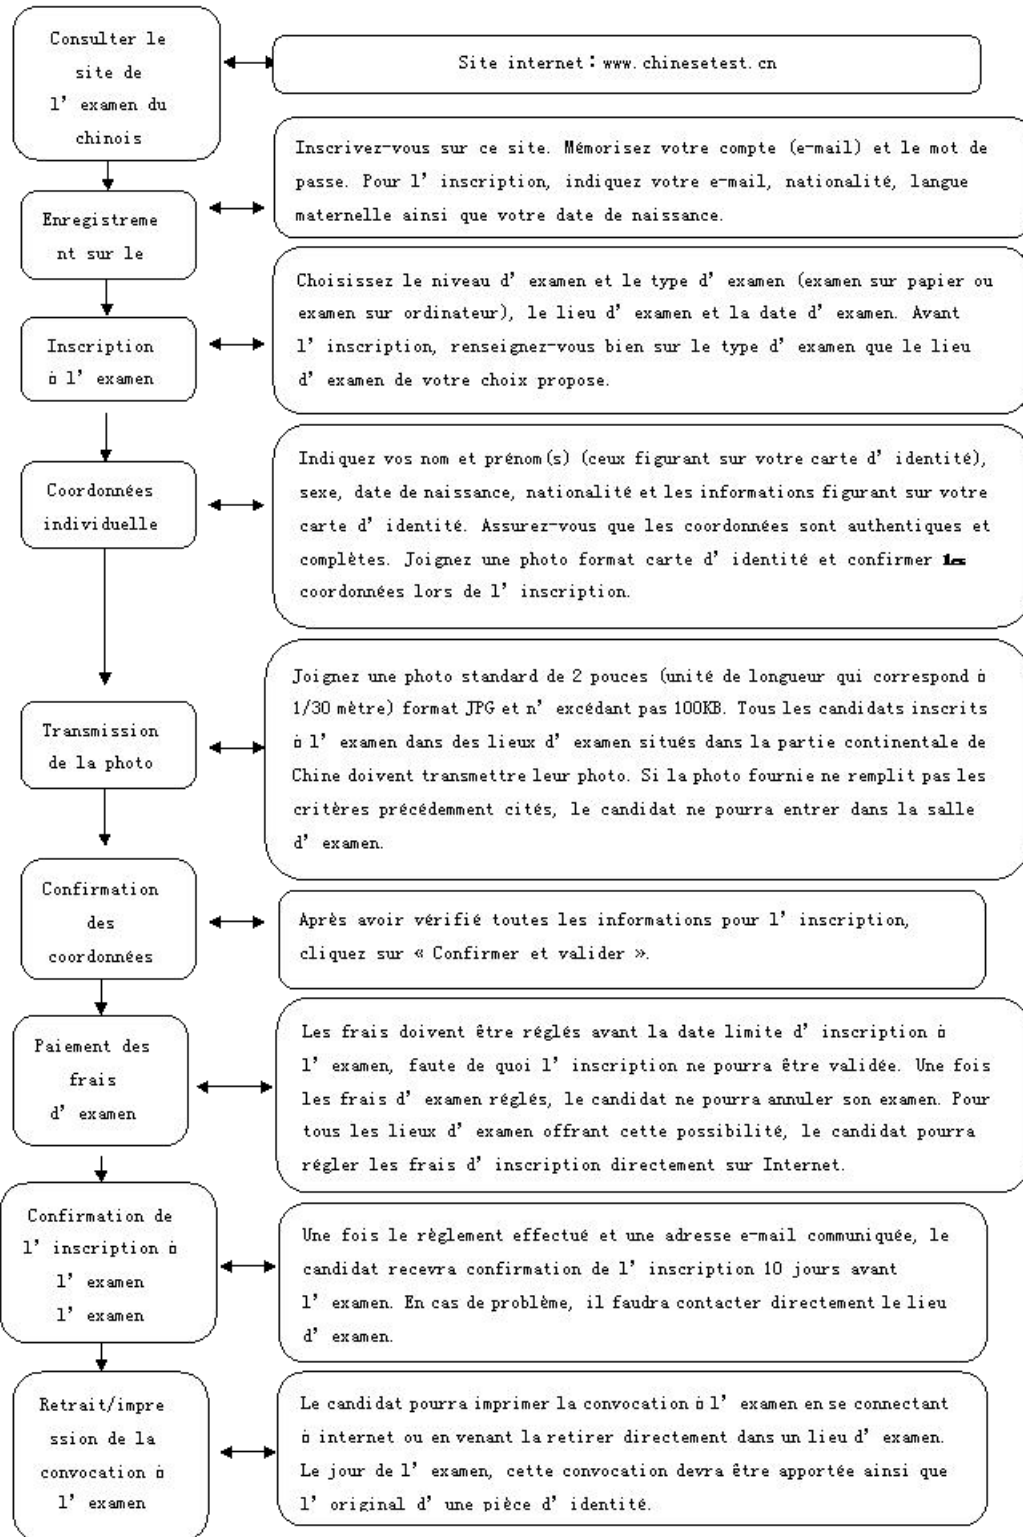 Consulter le
site de
l’examen du
chinois
Site internet：www.chinesetest.cn
Enregistreme
nt sur le
Inscrivez-vous sur ce site. Mémorisez votre compte (e-mail) et le mot de
passe. Pour l’inscription, indiquez votre e-mail, nationalité, langue
maternelle ainsi que votre date de naissance.
Inscription
à l’examen
Choisissez le niveau d’examen et le type d’examen (examen sur papier ou
examen sur ordinateur), le lieu d’examen et la date d’examen. Avant
l’inscription, renseignez-vous bien sur le type d’examen que le lieu
d’examen de votre choix propose.
Coordonnées
individuelle
Indiquez vos nom et prénom(s) (ceux figurant sur votre carte d’identité),
sexe, date de naissance, nationalité et les informations figurant sur votre
carte d’identité. Assurez-vous que les coordonnées sont authentiques et
complètes. Joignez une photo format carte d’identité et confirmer les
coordonnées lors de l’inscription.
Transmission
de la photo
Joignez une photo standard de 2 pouces (unité de longueur qui correspond à
1/30 mètre) format JPG et n’excédant pas 100KB. Tous les candidats inscrits
à l’examen dans des lieux d’examen situés dans la partie continentale de
Chine doivent transmettre leur photo. Si la photo fournie ne remplit pas les
critères précédemment cités, le candidat ne pourra entrer dans la salle
d’examen.
Confirmation
des
coordonnées
Après avoir vérifié toutes les informations pour l’inscription,
cliquez sur « Confirmer et valider ».
Paiement des
frais
d’examen
Les frais doivent être réglés avant la date limite d’inscription à
l’examen, faute de quoi l’inscription ne pourra être validée. Une fois
les frais d’examen réglés, le candidat ne pourra annuler son examen. Pour
tous les lieux d’examen offrant cette possibilité, le candidat pourra
régler les frais d’inscription directement sur Internet.
Confirmation de
l’inscription à
l’examen
l’examen
Une fois le règlement effectué et une adresse e-mail communiquée, le
candidat recevra confirmation de l’inscription 10 jours avant
l’examen. En cas de problème, il faudra contacter directement le lieu
d’examen.
Retrait/impre
ssion de la
convocation à
l’examen
Le candidat pourra imprimer la convocation à l’examen en se connectant
à internet ou en venant la retirer directement dans un lieu d’examen.
Le jour de l’examen, cette convocation devra être apportée ainsi que
l’original d’une pièce d’identité.